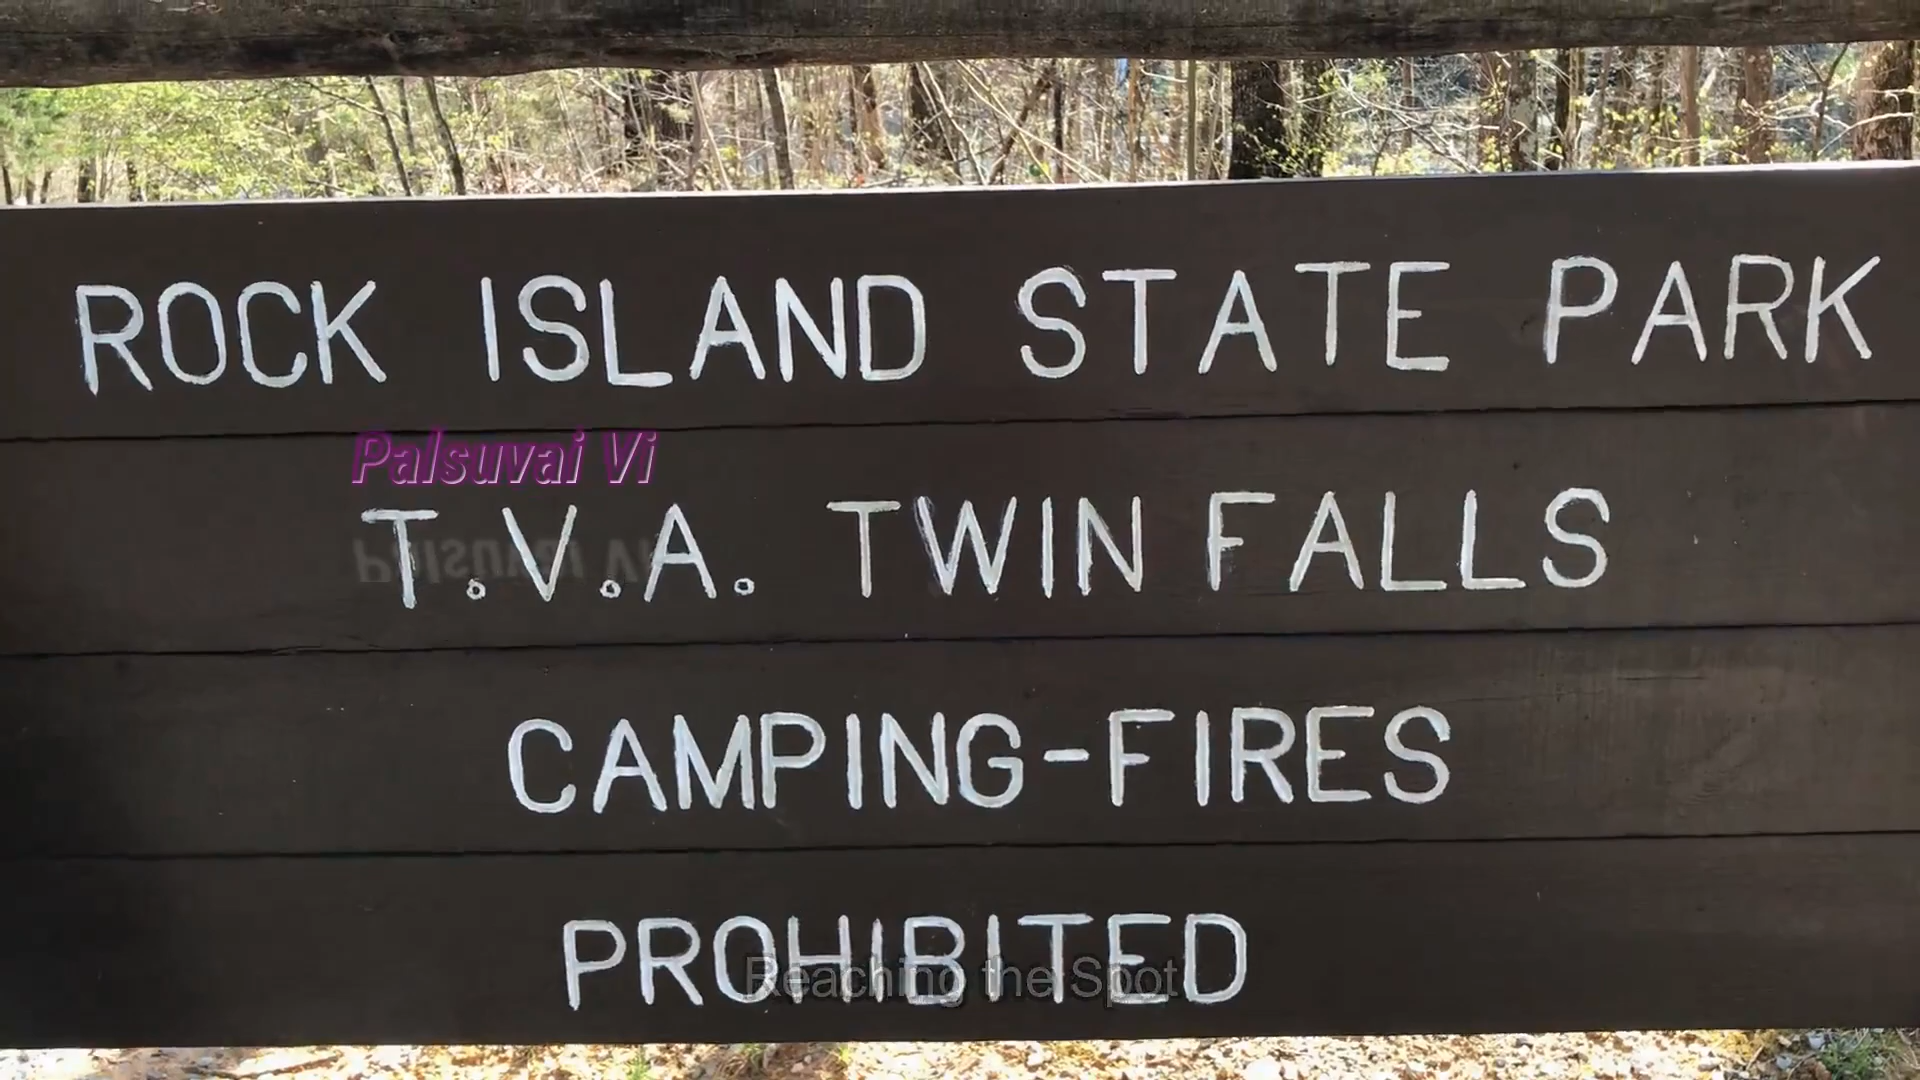 ROCK ISLAND STATE PARK
Palsuvai Vi
T.V.A. TWIN FALLS
CAMPING-FIRES
PROHIBITED
Reaching the Spot